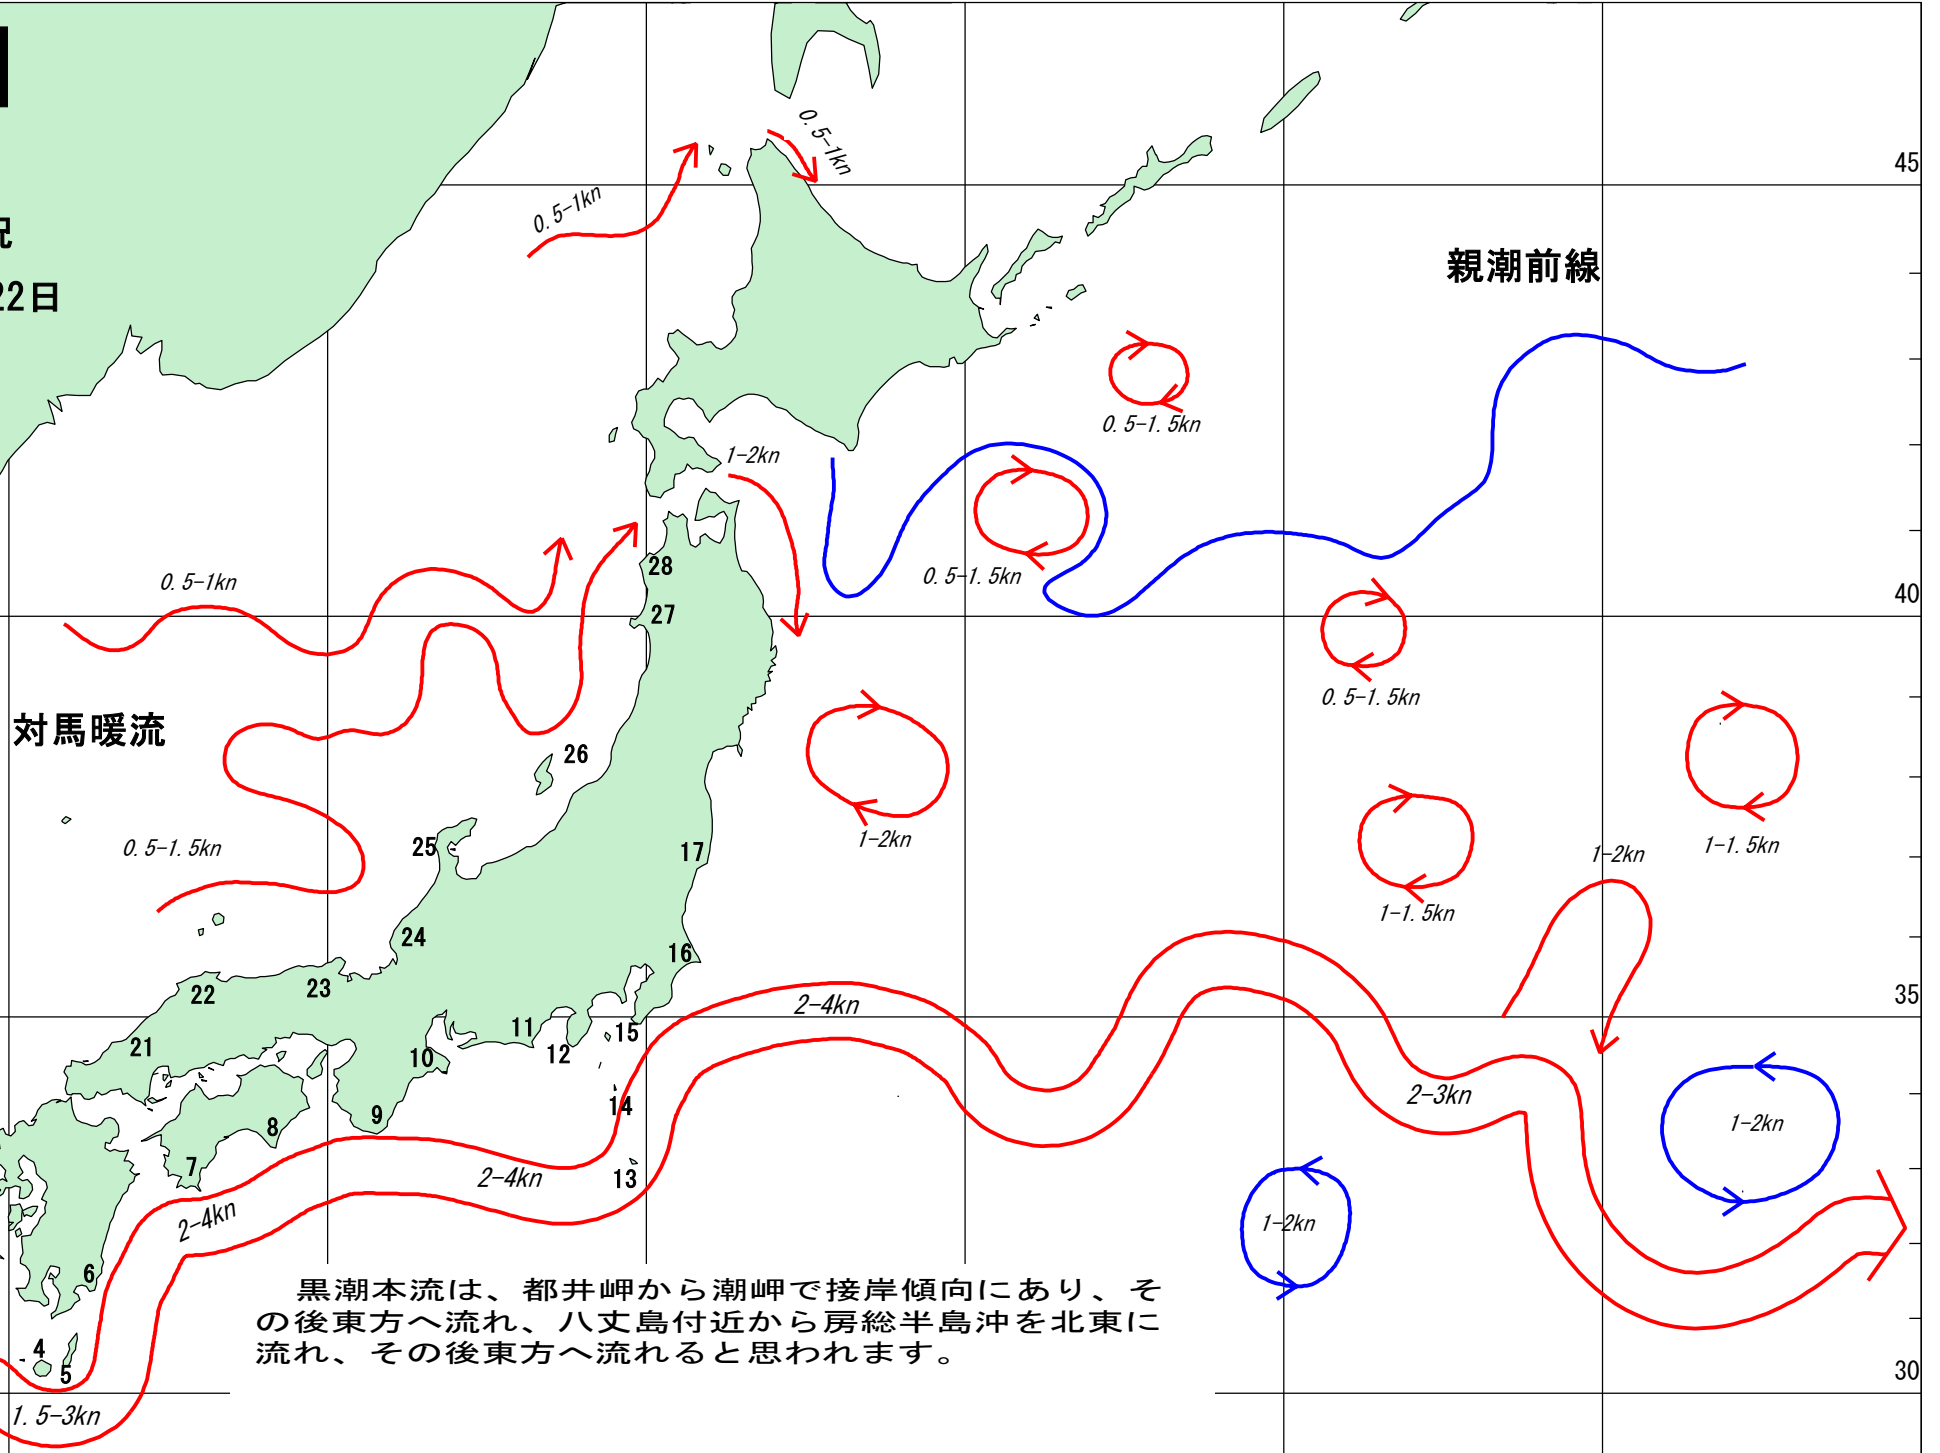 況
22日
0.5-1kn
0.5-1kn
45
親潮前線
0.5-1.5kn
1-2kn
0.5-1kn
28
0.5-1.5kn
40
27
対馬暖流
26
0.5-1.5kn
25
0.5-1.5kn
17
1-2kn
1-2kn
1-1.5kn
1-1.5kn
24
16
22
23
2-4kn
35
21
11
15
10
12
2-3kn
14
9
8
1-2kn
7
2-4kn
13
2-4kn
1-2kn
6
黒潮本流は、都井岬から潮岬で接岸傾向にあり、そ
の後東方へ流れ、八丈島付近から房総半島沖を北東に
流れ、その後東方へ流れると思われます。
4
5
30
1.5-3kn